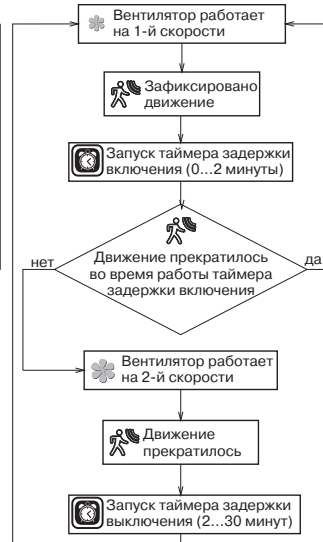 Вентилятор работает
на 1-й скорости
Зафиксировано
движение
Запуск таймера задержки
включения (0...2 минуты)
нет
да
Движение прекратилось
во время работы таймера
задержки включения
Вентилятор работает
на 2-й скорости
Движение
прекратилось
Запуск таймера задержки
выключения (2...30 минут)